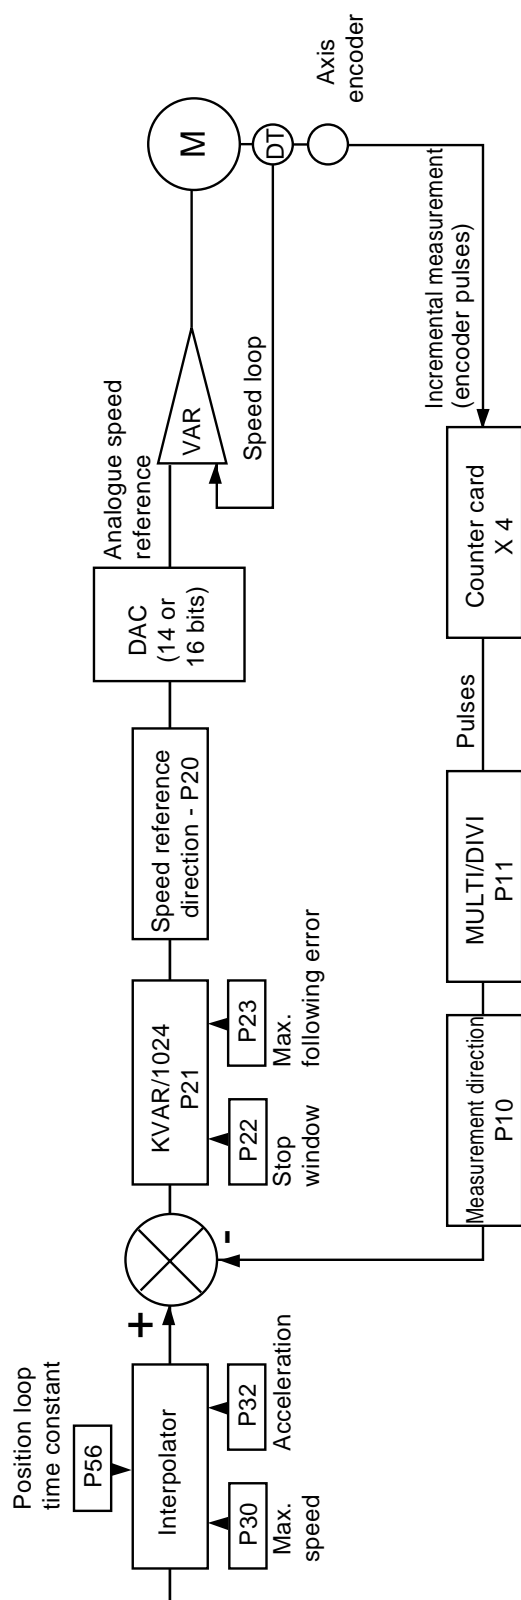 Position loop
time constant
P56
Interpolator
P30
Max.
speed
P32
Acceleration
+
-
KVAR/1024
P21
P22
Stop
window
P23
Max.
following error
Speed reference
direction - P20
DAC
(14 or
16 bits)
Analogue speed
reference
VAR
Speed loop
M
DT
Axis
encoder
Incremental measurement
(encoder pulses)
Counter card
X 4
Pulses
MULTI/DIVI
P11
Measurement direction
P10